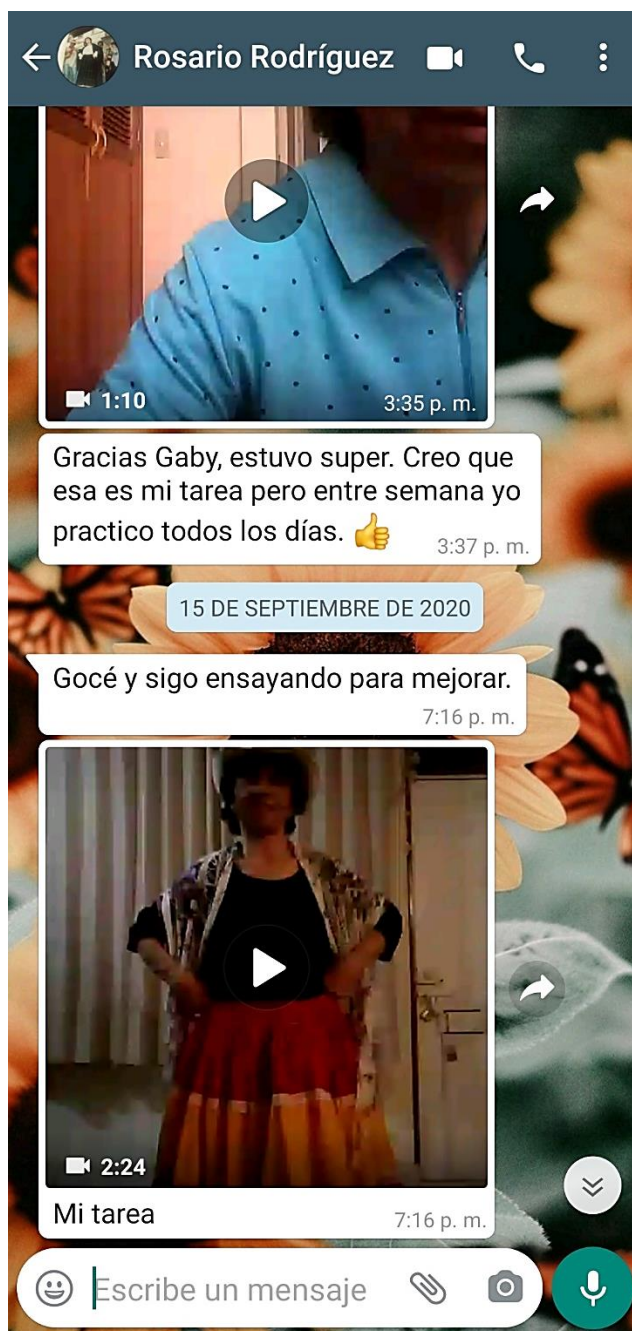 Rosario Rodríguez
1:10
3:35 p. m.
Gracias Gaby, estuvo super. Creo que
esa es mi tarea pero entre semana yo
practico todos los días. 👍
3:37 p. m.
15 DE SEPTIEMBRE DE 2020
Gocé y sigo ensayando para mejorar.
7:16 p. m.
2:24
Mi tarea
7:16 p. m.
Escribe un mensaje